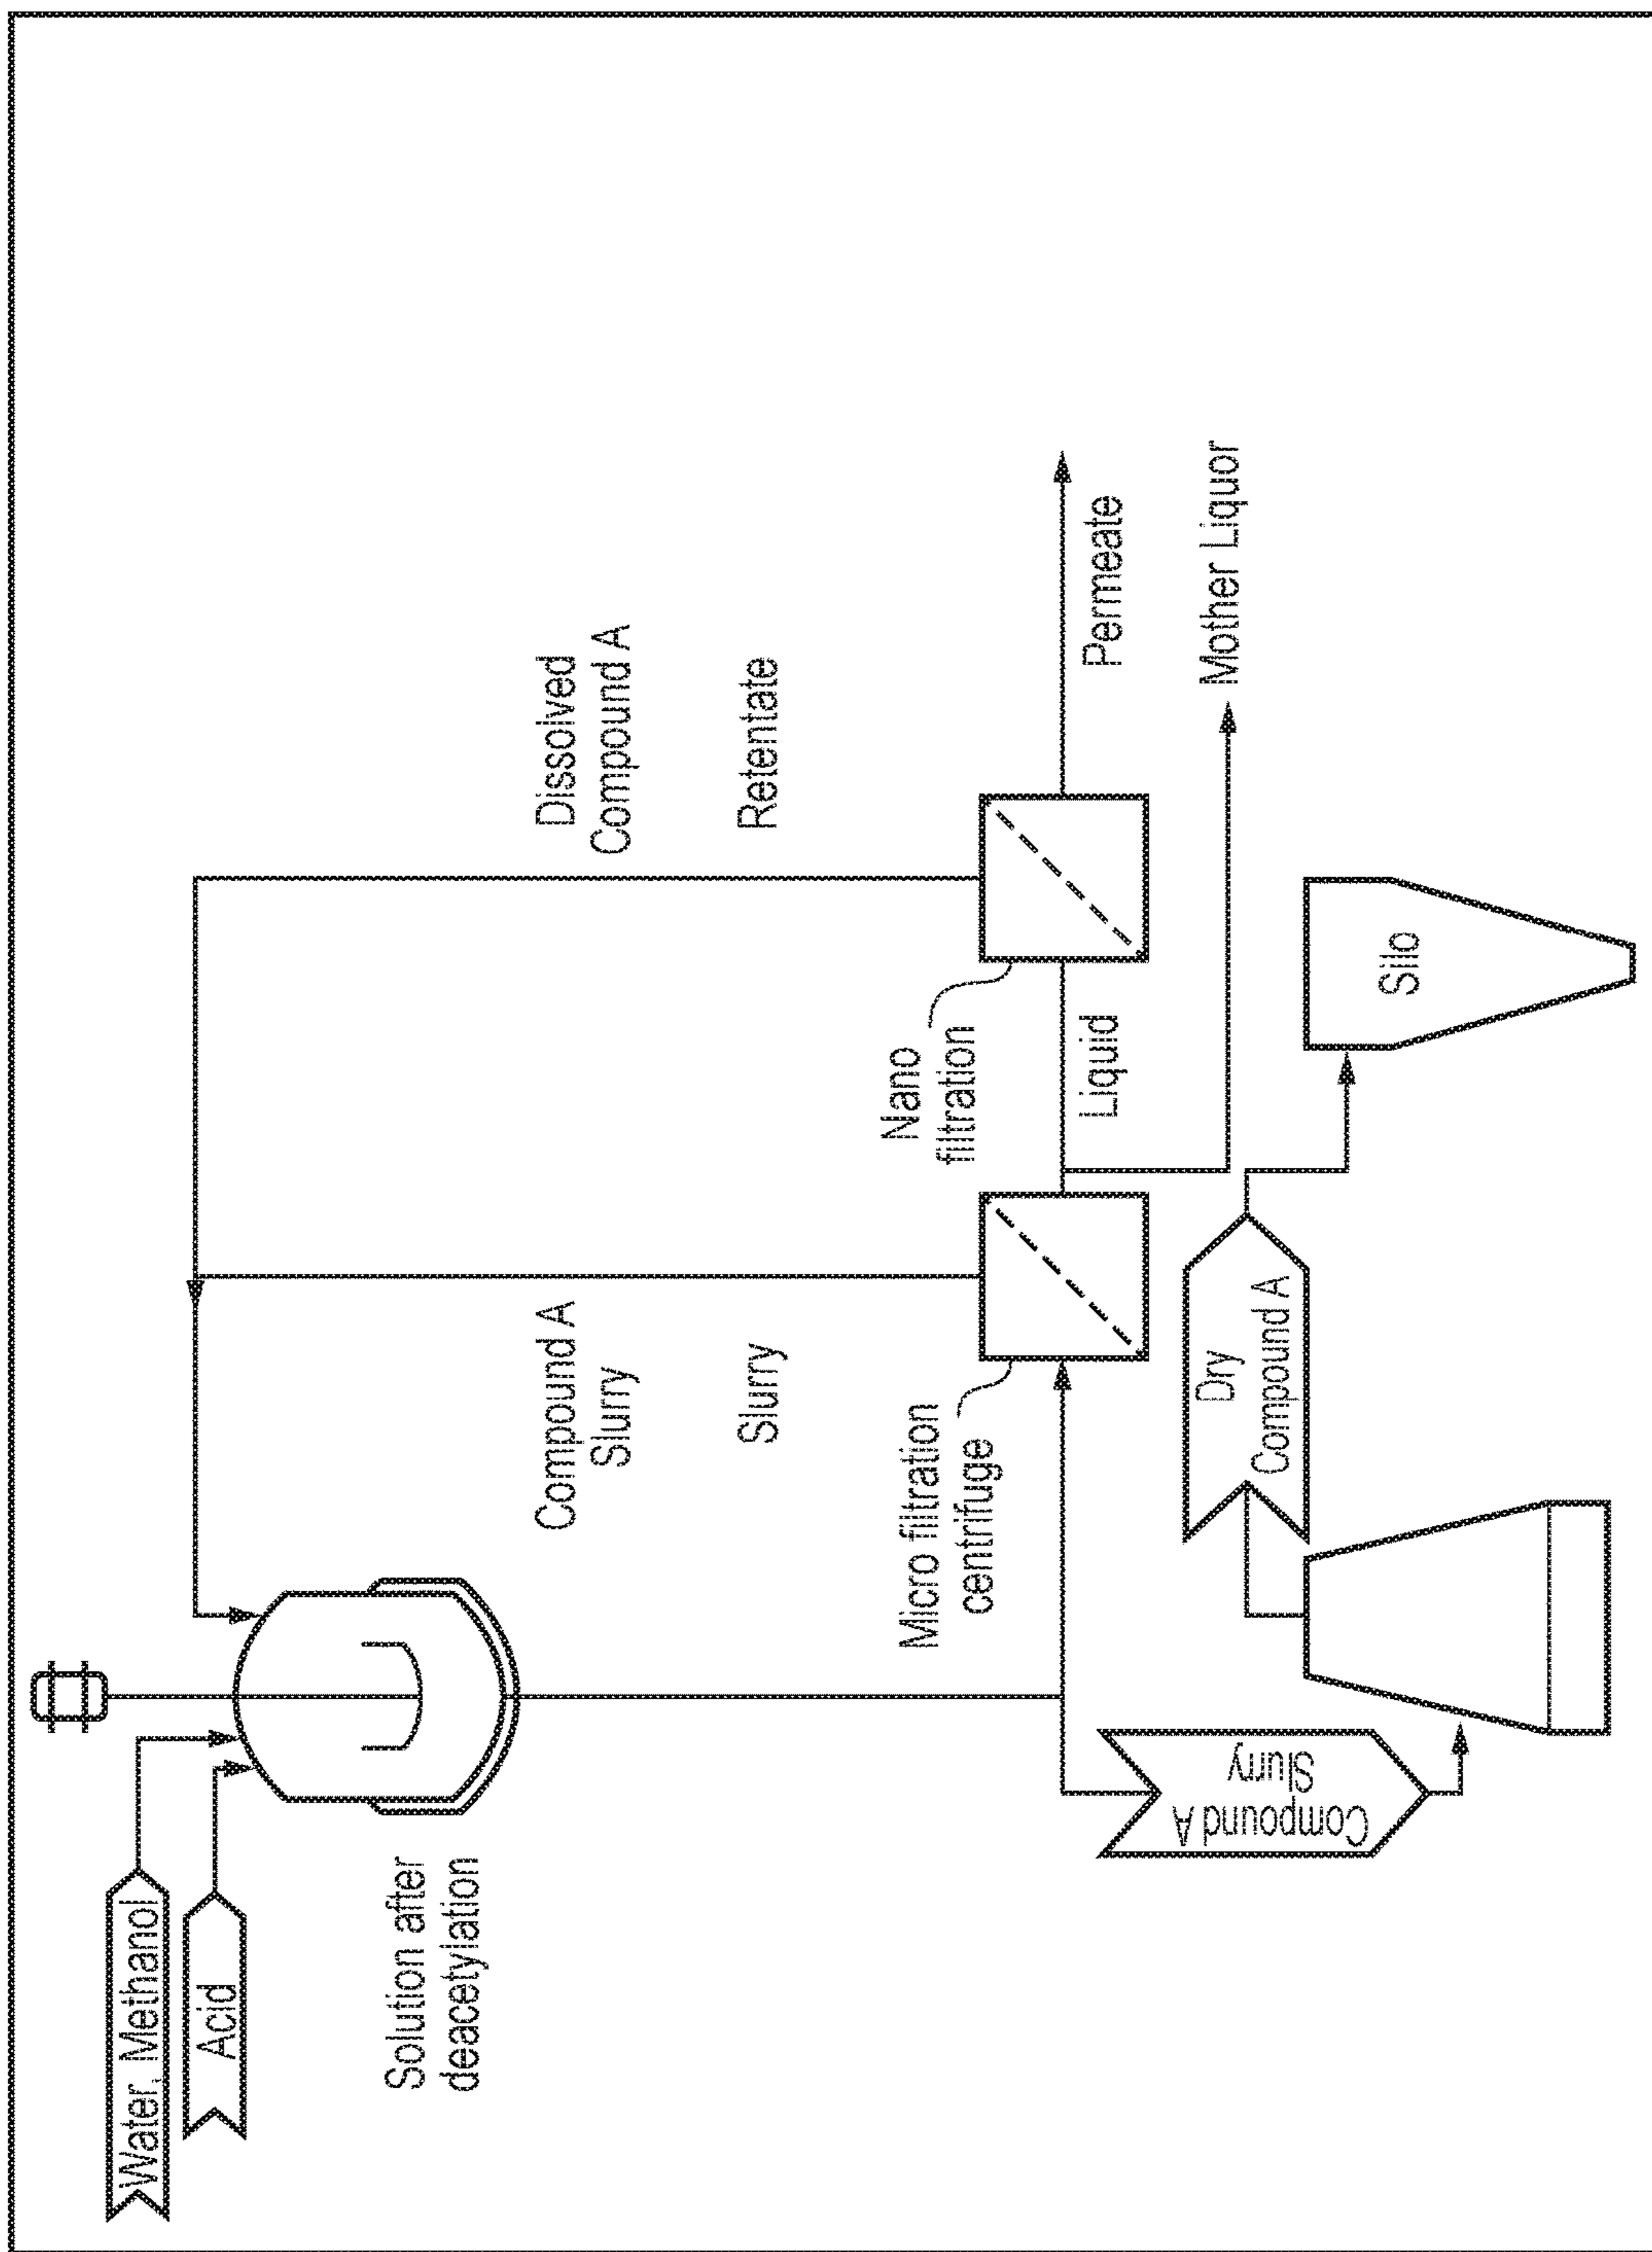 Water, Methanol
Acid
Solution after
deacetylation
Compound A
Slurry
Slurry
Dissolved
Compound A
Retentate
Micro filtration
centrifuge
Nano
filtration
Liquid
Permeate
Mother Liquor
Compound A
Slurry
Dry
Compound A
Silo